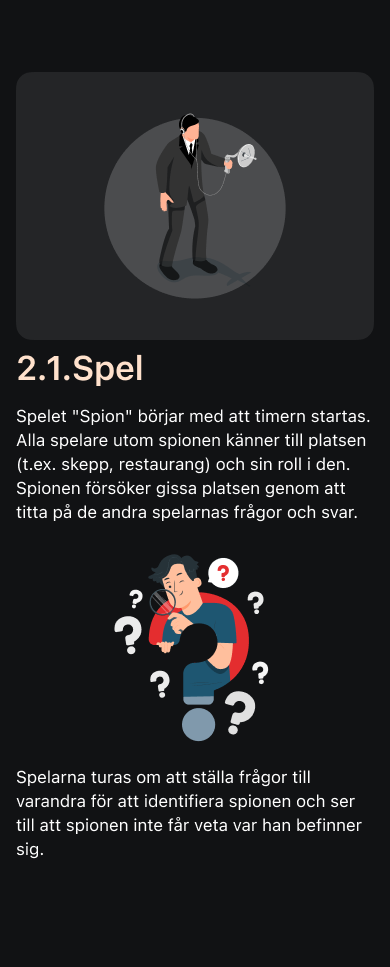 2.1.Spel
Spelet "Spion" börjar med att timern startas.
Alla spelare utom spionen känner till platsen
(t.ex. skepp, restaurang) och sin roll i den.
Spionen försöker gissa platsen genom att
titta på de andra spelarnas frågor och svar.
?
?
?
?
?
?
?
Spelarna turas om att ställa frågor till
varandra för att identifiera spionen och ser
till att spionen inte får veta var han befinner
sig.